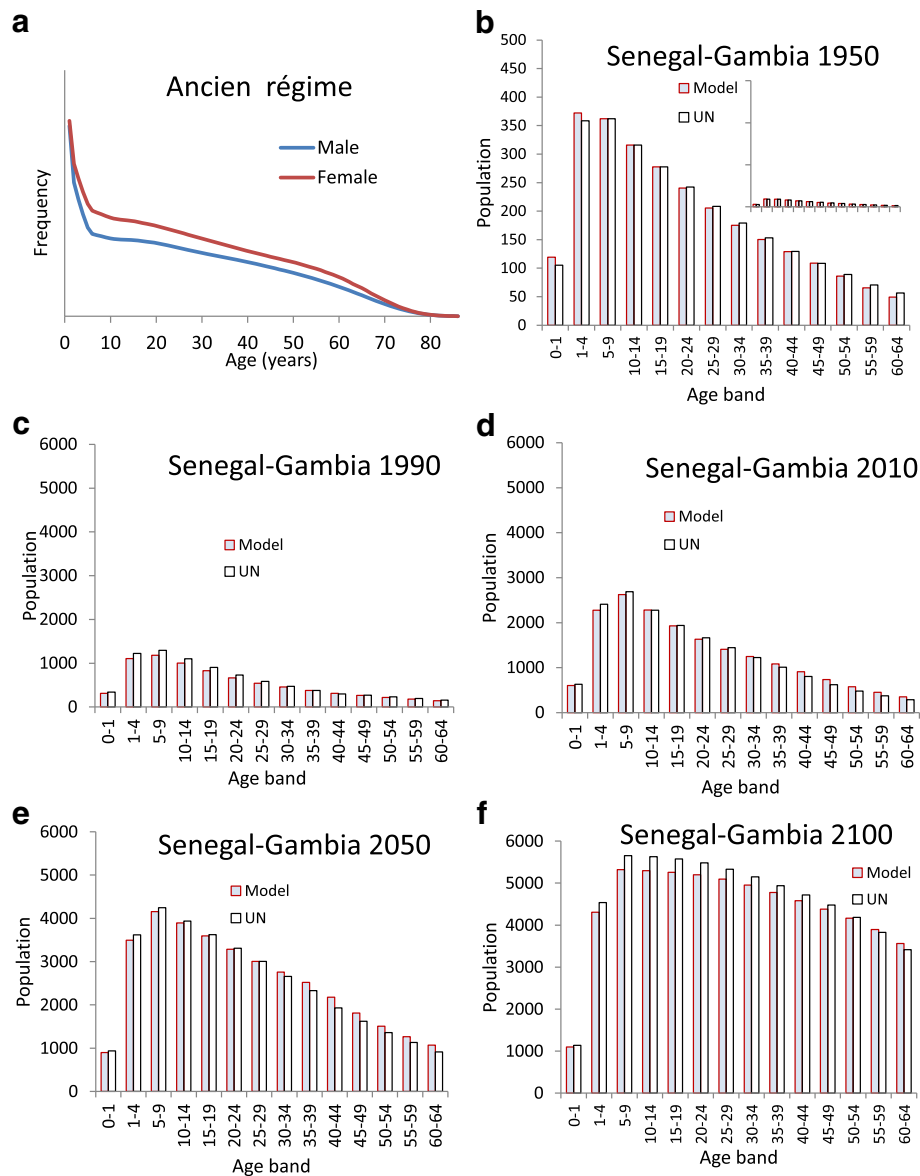 a
Ancien régime
Male
Female
Frequency
0 10 20 30 40 50 60 70 80
Age (years)
b
Senegal-Gambia 1950
Model
UN
Population
500
450
400
350
300
250
200
150
100
50
0
0-1 1-4 5-9 10-14 15-19 20-24 25-29 30-34 35-39 40-44 45-49 50-54 55-59 60-64
Age band
c
Senegal-Gambia 1990
Model
UN
Population
6000
5000
4000
3000
2000
1000
0
0-1 1-4 5-9 10-14 15-19 20-24 25-29 30-34 35-39 40-44 45-49 50-54 55-59 60-64
Age band
d
Senegal-Gambia 2010
Model
UN
Population
6000
5000
4000
3000
2000
1000
0
0-1 1-4 5-9 10-14 15-19 20-24 25-29 30-34 35-39 40-44 45-49 50-54 55-59 60-64
Age band
e
Senegal-Gambia 2050
Model
UN
Population
6000
5000
4000
3000
2000
1000
0
0-1 1-4 5-9 10-14 15-19 20-24 25-29 30-34 35-39 40-44 45-49 50-54 55-59 60-64
Age band
f
Senegal-Gambia 2100
Model
UN
Population
6000
5000
4000
3000
2000
1000
0
0-1 1-4 5-9 10-14 15-19 20-24 25-29 30-34 35-39 40-44 45-49 50-54 55-59 60-64
Age band